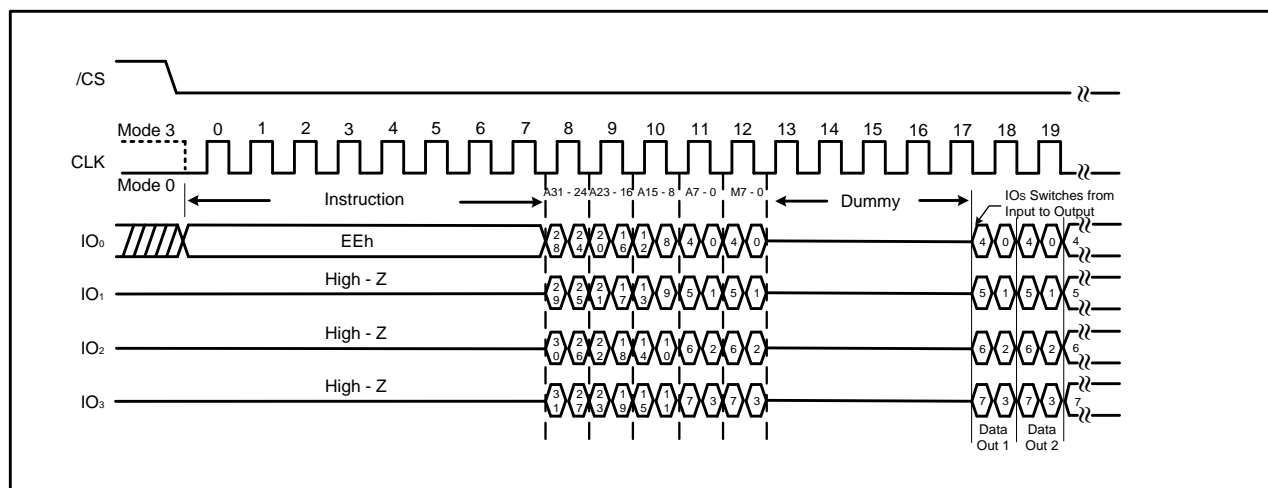 /CS
Mode 3
0 1 2 3 4 5 6 7 8 9 10 11 12 13 14 15 16 17 18 19
CLK
Mode 0
Instruction
A31 - 24 A23 - 16 A15 - 8 A7 - 0 M7 - 0
Dummy
IOs Switches from
Input to Output
IO0
EEh
28 24 20 16 12 8 4 0 4 0
4 0 4 0 4
High - Z
IO1
29 25 21 17 13 9 5 1 5 1
5 1 5 1 5
High - Z
IO2
30 26 22 18 14 10 6 2 6 2
6 2 6 2 6
High - Z
IO3
31 27 23 19 15 11 7 3 7 3
7 3 7 3 7
Data
Out 1
Data
Out 2